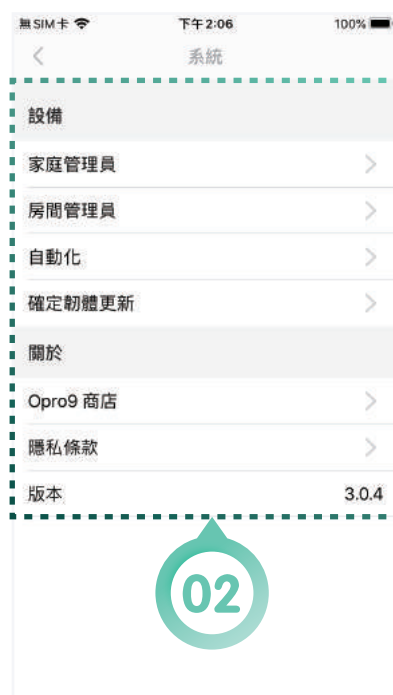 無SIM卡 下午2:06 100%
系統
設備
家庭管理員
房間管理員
自動化
確定韌體更新
關於
Opro9 商店
隱私條款
版本 3.0.4
02